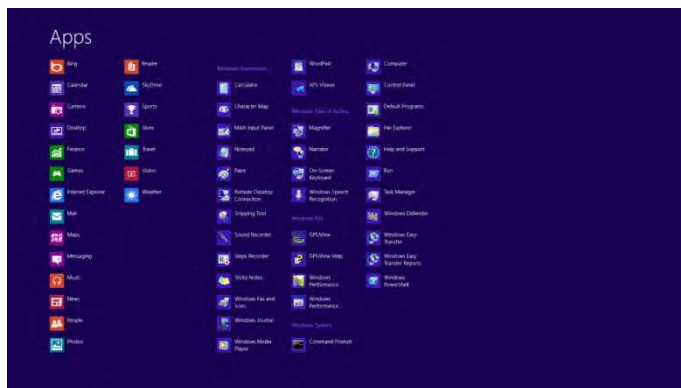 Apps
Bing
Calendar
Camera
Desktop
Finance
Games
Internet Explorer
Mail
Maps
Messaging
Music
News
People
Photos
Reader
SkyDrive
Sports
Store
Travel
Video
Weather
Windows Accessories
Calculator
Character Map
Math Input Panel
Notepad
Paint
Remote Desktop
Connection
Snipping Tool
Sound Recorder
Steps Recorder
Sticky Notes
Windows Fax and
Scan
Windows Journal
Windows Media
Player
WordPad
XPS Viewer
Windows Ease of Access
Magnifier
Narrator
On-Screen
Keyboard
Windows Speech
Recognition
Windows Kits
GPUView
GPUView Help
Windows
Performance
Windows
Performance...
Windows System
Command Prompt
Computer
Control Panel
Default Programs
File Explorer
Help and Support
Run
Task Manager
Windows Defender
Windows Easy
Transfer
Windows Easy
Transfer Reports
Windows
PowerShell